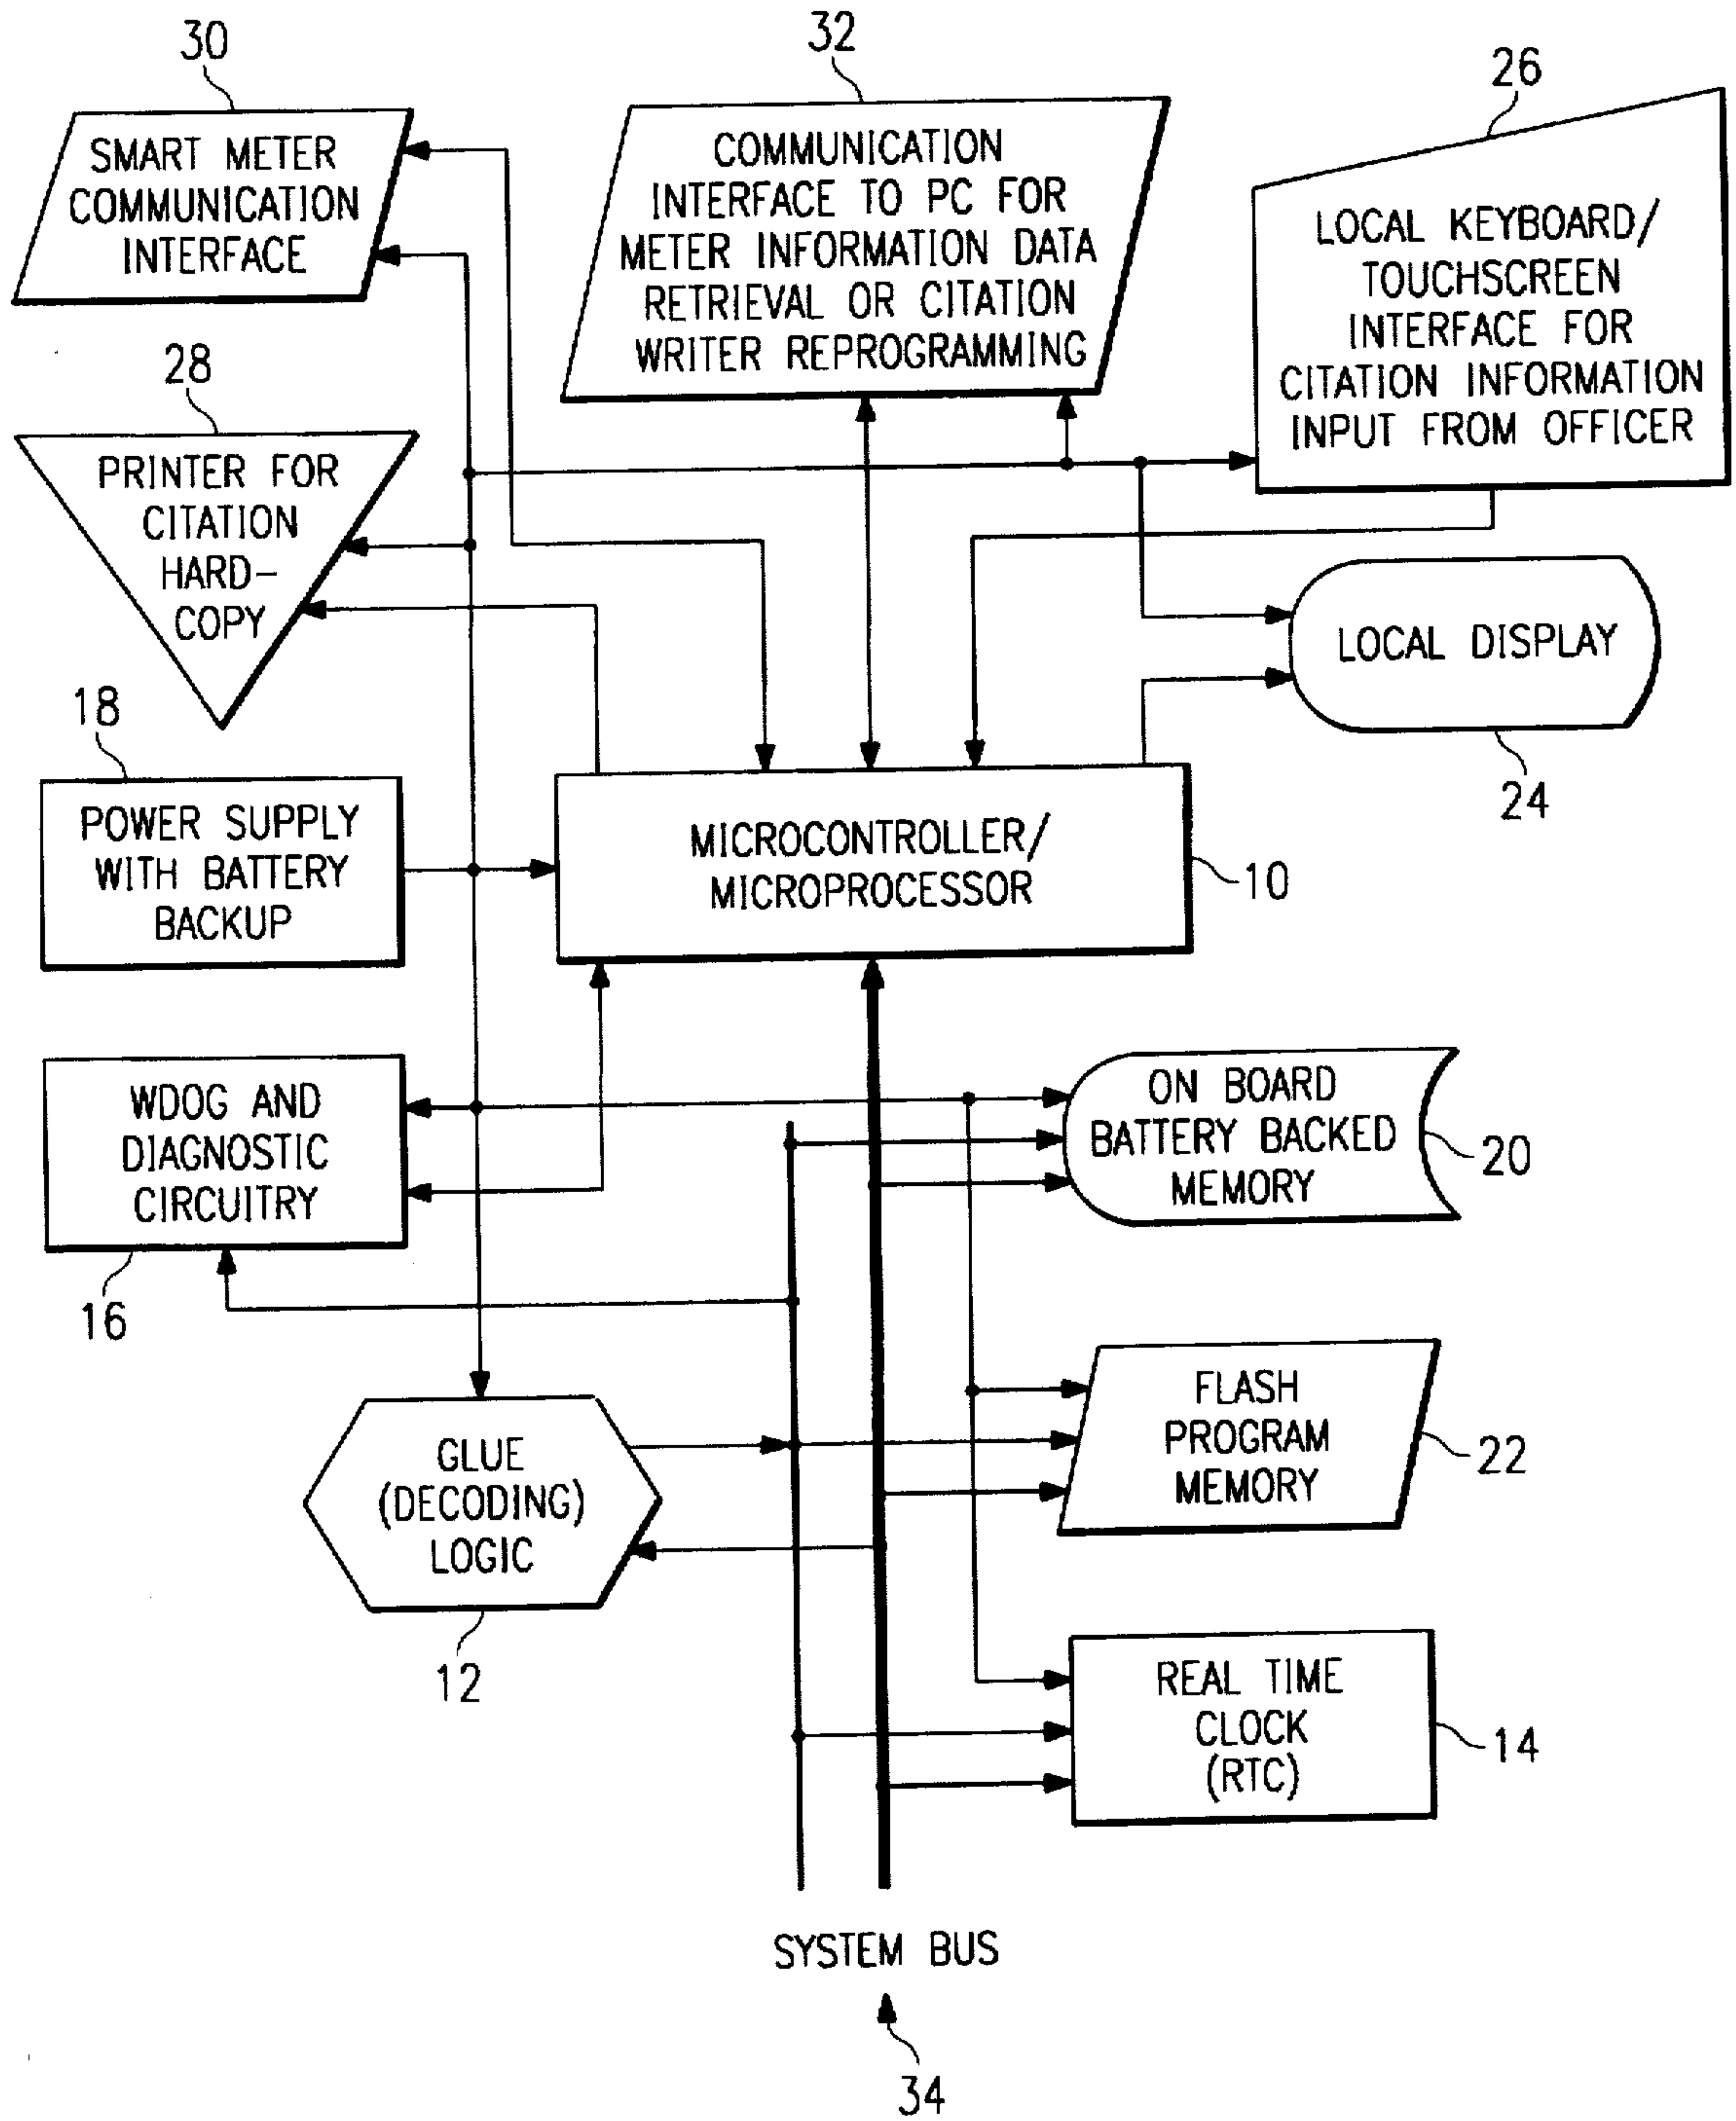 30
SMART METER
COMMUNICATION
INTERFACE
32
COMMUNICATION
INTERFACE TO PC FOR
METER INFORMATION DATA
RETRIEVAL OR CITATION
WRITER REPROGRAMMING
26
LOCAL KEYBOARD/
TOUCHSCREEN
INTERFACE FOR
CITATION INFORMATION
INPUT FROM OFFICER
28
PRINTER FOR
CITATION
HARD-
COPY
LOCAL DISPLAY
24
18
POWER SUPPLY
WITH BATTERY
BACKUP
MICROCONTROLLER/
MICROPROCESSOR
10
WDOG AND
DIAGNOSTIC
CIRCUITRY
16
ON BOARD
BATTERY BACKED
MEMORY
20
GLUE
(DECODING)
LOGIC
12
FLASH
PROGRAM
MEMORY
22
REAL TIME
CLOCK
(RTC)
14
SYSTEM BUS
34